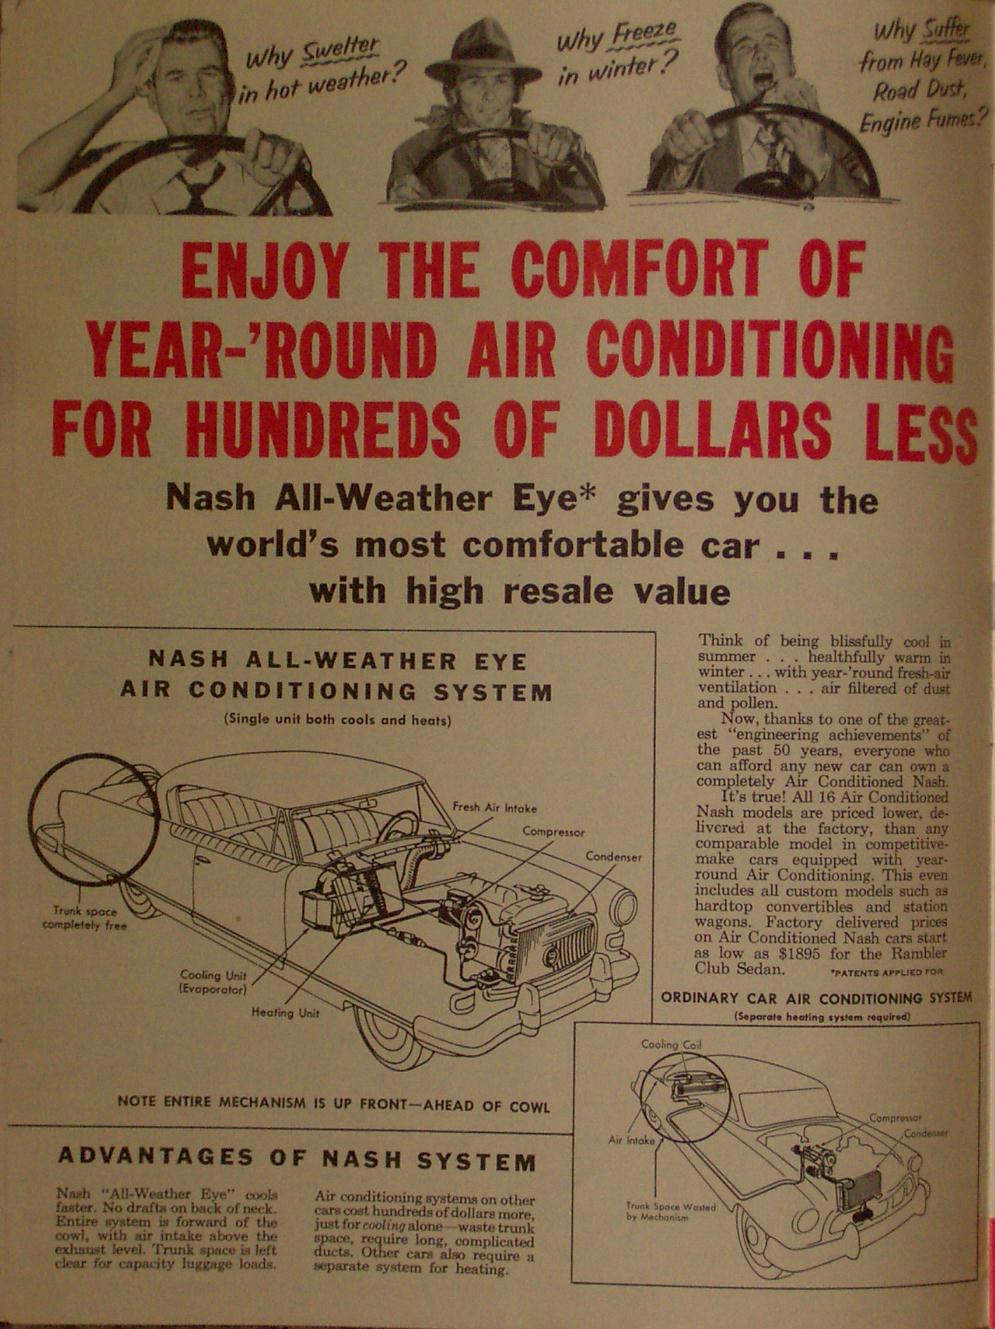 Why Swelter
in hot weather?
Why Freeze
in winter?
Why Suffer
from Hay Fever,
Road Dust,
Engine Fumes?
ENJOY THE COMFORT OF
YEAR-'ROUND AIR CONDITIONING
FOR HUNDREDS OF DOLLARS LESS
Nash All-Weather Eye* gives you the
world's most comfortable car . . .
with high resale value
NASH ALL-WEATHER EYE
AIR CONDITIONING SYSTEM
(Single unit both cools and heats)
Fresh Air Intake
Compressor
Condenser
Trunk space
completely free
Cooling Unit
(Evaporator)
Heating Unit
NOTE ENTIRE MECHANISM IS UP FRONT—AHEAD OF COWL
Think of being blissfully cool in
summer . . . healthfully warm in
winter . . . with year-'round fresh-air
ventilation . . . air filtered of dust
and pollen.
Now, thanks to one of the great-
est "engineering achievements" of
the past 50 years, everyone who
can afford any new car can own a
completely Air Conditioned Nash.
It's true! All 16 Air Conditioned
Nash models are priced lower, de-
livered at the factory, than any
comparable model in competitive-
make cars equipped with year-
round Air Conditioning. This even
includes all custom models such as
hardtop convertibles and station
wagons. Factory delivered prices
on Air Conditioned Nash cars start
as low as $1895 for the Rambler
Club Sedan. *PATENTS APPLIED FOR
ORDINARY CAR AIR CONDITIONING SYSTEM
(Separate heating system required)
Cooling Coil
Compressor
Condenser
Air Intake
Trunk Space Wasted
by Mechanism
ADVANTAGES OF NASH SYSTEM
Nash "All-Weather Eye" cools
faster. No drafts on back of neck.
Entire system is forward of the
cowl, with air intake above the
exhaust level. Trunk space is left
clear for capacity luggage loads.
Air conditioning systems on other
cars cost hundreds of dollars more,
just for cooling alone—waste trunk
space, require long, complicated
ducts. Other cars also require a
separate system for heating.